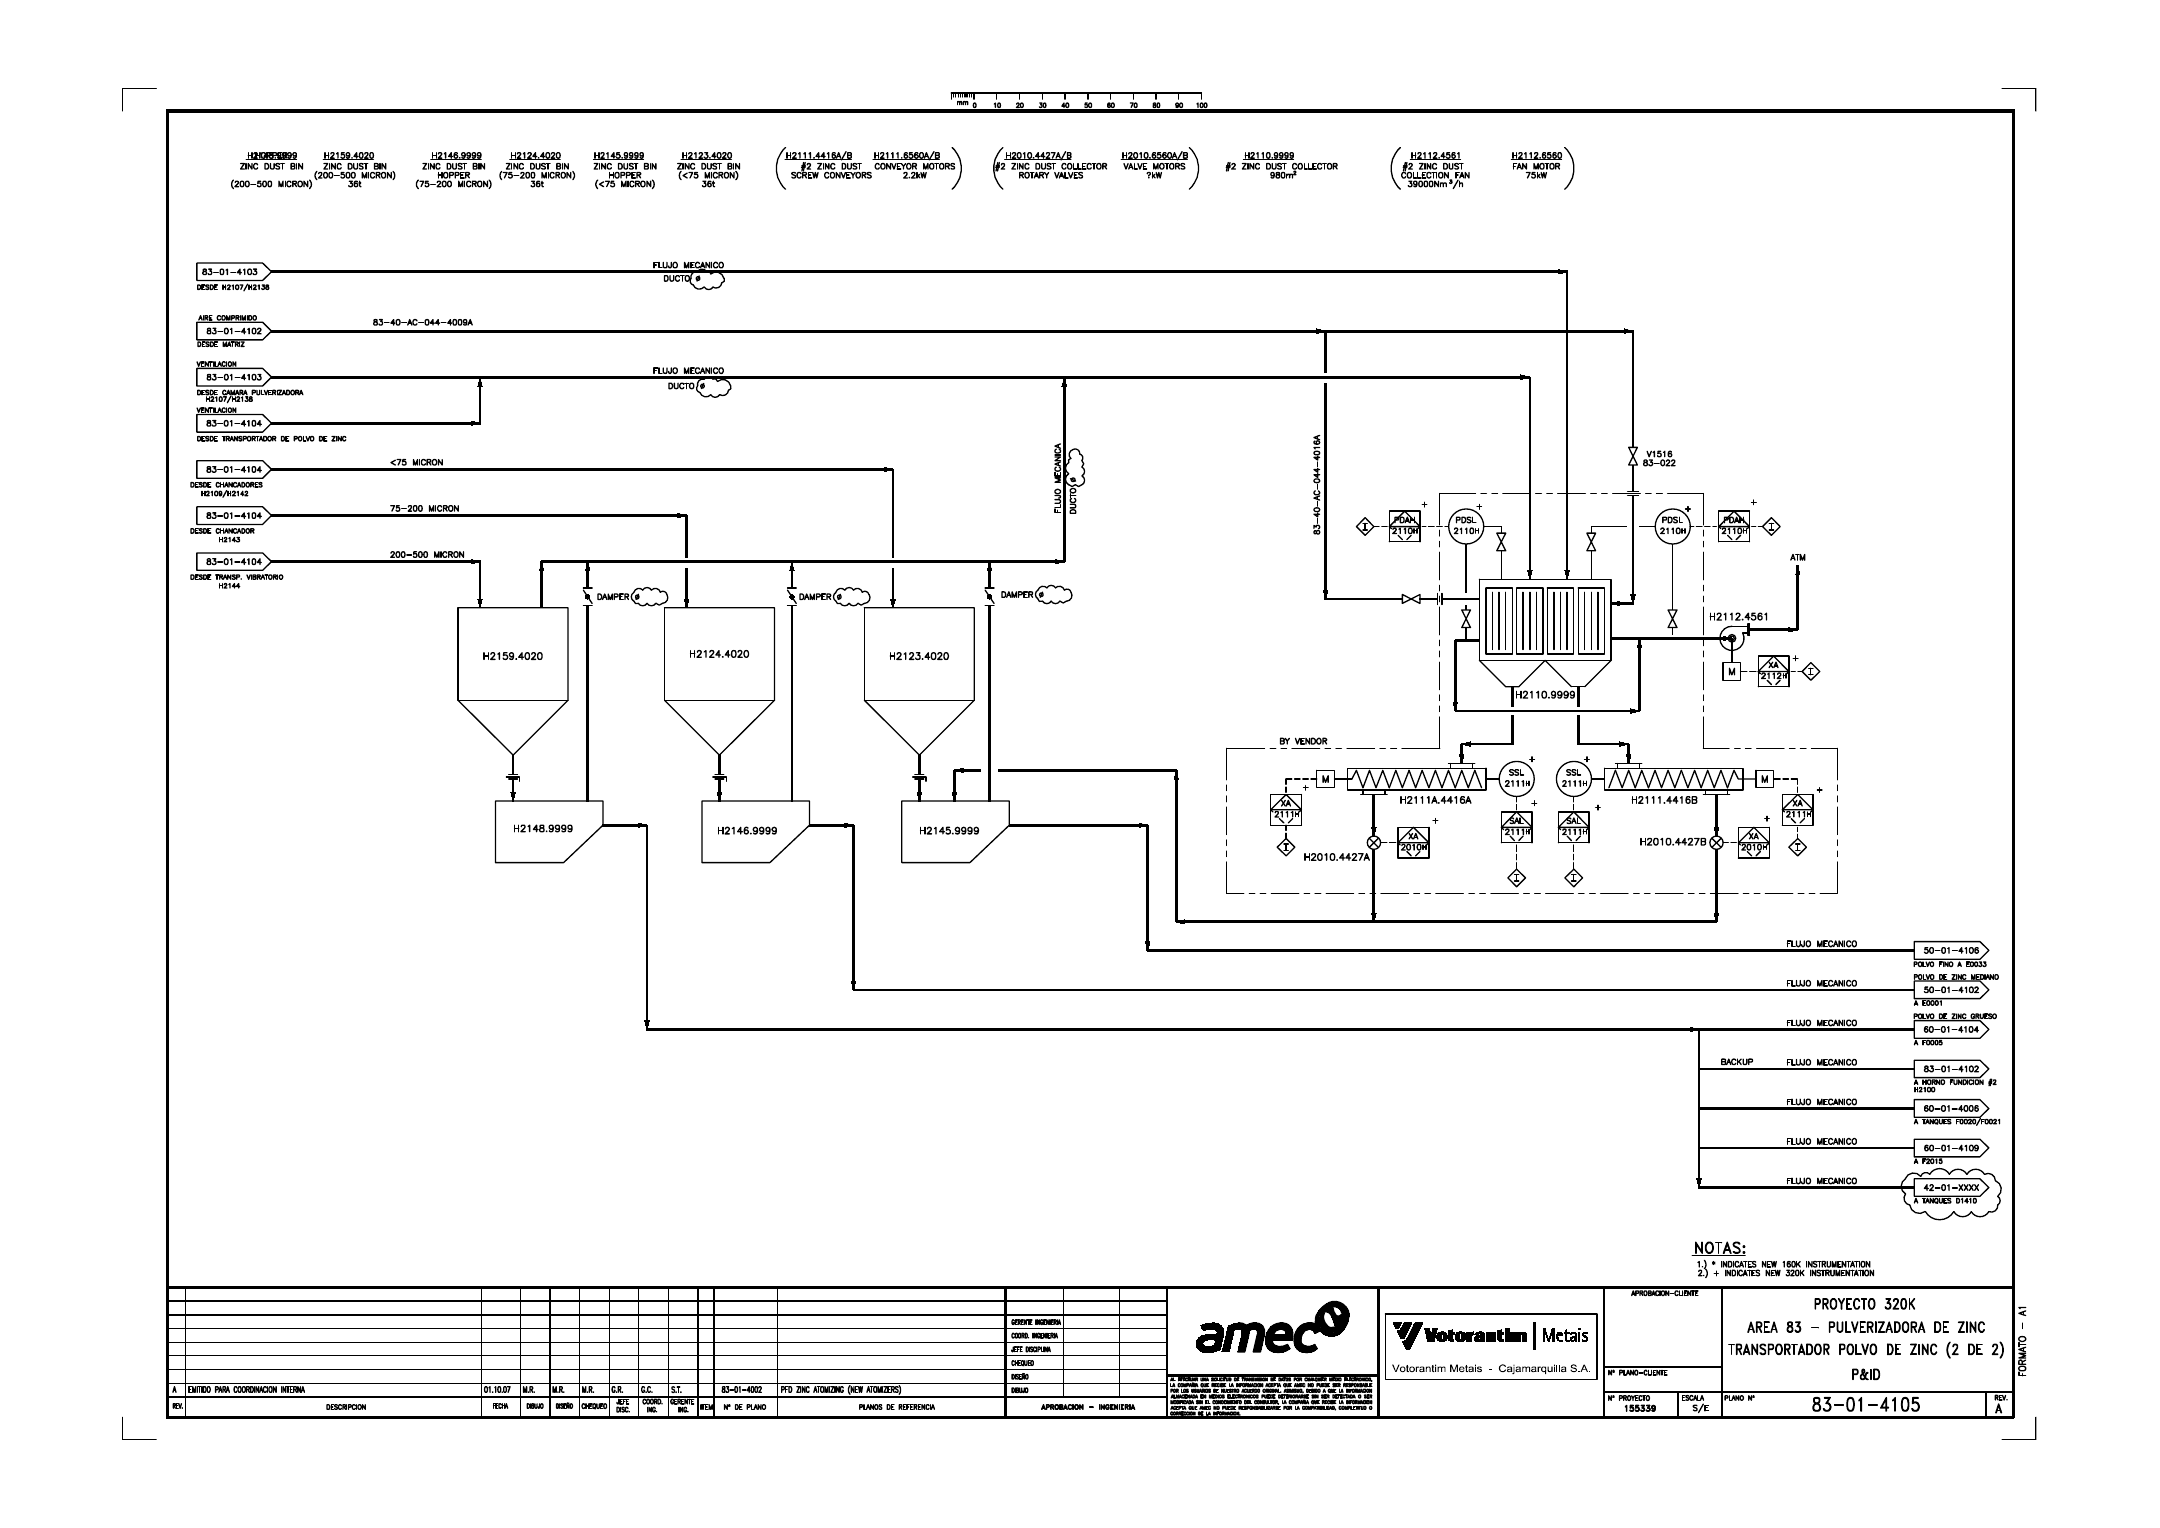 mm 0 10 20 30 40 50 60 70 80 90 100
ZINC DUST BIN
(200-500 MICRON)
H2159.4020
ZINC DUST BIN
(200-500 MICRON)
36t
H2146.9999
ZINC DUST BIN
HOPPER
(75-200 MICRON)
H2124.4020
ZINC DUST BIN
(75-200 MICRON)
36t
H2145.9999
ZINC DUST BIN
HOPPER
(<75 MICRON)
H2123.4020
ZINC DUST BIN
(<75 MICRON)
36t
H2111.4416A/B
#2 ZINC DUST
SCREW CONVEYORS
H2111.6560A/B
CONVEYOR MOTORS
2.2kW
H2010.4427A/B
#2 ZINC DUST COLLECTOR
ROTARY VALVES
H2010.6560A/B
VALVE MOTORS
?kW
H2110.9999
#2 ZINC DUST COLLECTOR
980m²
H2112.4561
#2 ZINC DUST
COLLECTION FAN
39000Nm³/h
H2112.6560
FAN MOTOR
75kW
83-01-4103
DESDE H2107/H2138
FLUJO MECANICO
DUCTO ø
AIRE COMPRIMIDO
83-01-4102
DESDE MATRIZ
83-40-AC-044-4009A
VENTILACION
83-01-4103
DESDE CAMARA PULVERIZADORA
H2107/H2138
FLUJO MECANICO
DUCTO ø
VENTILACION
83-01-4104
DESDE TRANSPORTADOR DE POLVO DE ZINC
83-01-4104
DESDE CHANCADORES
H2109/H2142
<75 MICRON
83-01-4104
DESDE CHANCADOR
H2143
75-200 MICRON
83-01-4104
DESDE TRANSP. VIBRATORIO
H2144
200-500 MICRON
FLUJO MECANICA
DUCTO ø
83-40-AC-044-4016A
V1516
83-022
DAMPER ø
DAMPER ø
DAMPER ø
H2159.4020
H2124.4020
H2123.4020
H2148.9999
H2146.9999
H2145.9999
I
PDAH
2110H
+
PDSL
2110H
+
PDSL
2110H
+
PDAH
2110H
+
I
ATM
H2112.4561
M
XA
2112H
+
I
H2110.9999
BY VENDOR
M
SSL
2111H
+
SSL
2111H
+
M
XA
2111H
+
I
H2111A.4416A
SAL
2111H
+
I
SAL
2111H
+
I
H2111.4416B
XA
2111H
+
I
H2010.4427A
XA
2010H
+
H2010.4427B
XA
2010H
+
FLUJO MECANICO
50-01-4106
POLVO FINO A E0033
POLVO DE ZINC MEDIANO
FLUJO MECANICO
50-01-4102
A E0001
POLVO DE ZINC GRUESO
FLUJO MECANICO
60-01-4104
A F0005
BACKUP
FLUJO MECANICO
83-01-4102
A HORNO FUNDICION #2
H2100
FLUJO MECANICO
60-01-4006
A TANQUES F0020/F0021
FLUJO MECANICO
60-01-4109
A F2015
FLUJO MECANICO
42-01-XXXX
A TANQUES D1410
NOTAS:
1.) * INDICATES NEW 160K INSTRUMENTATION
2.) + INDICATES NEW 320K INSTRUMENTATION
A EMITIDO PARA COORDINACION INTERNA 01.10.07 M.R. M.R. M.R. G.R. G.C. S.T. 83-01-4002 PFD ZINC ATOMIZING (NEW ATOMIZERS)
REV. DESCRIPCION FECHA DIBUJO DISEÑO CHEQUEO JEFE DISC. COORD. ING. GERENTE ING. ITEM N° DE PLANO PLANOS DE REFERENCIA
GERENTE INGENIERIA
COORD. INGENIERIA
JEFE DISCIPLINA
CHEQUEO
DISEÑO
DIBUJO
APROBACION - INGENIERIA
amec
Votorantim | Metais
Votorantim Metais - Cajamarquilla S.A.
APROBACION-CLIENTE
N° PLANO-CLIENTE
N° PROYECTO
155339
ESCALA
S/E
PROYECTO 320K
AREA 83 - PULVERIZADORA DE ZINC
TRANSPORTADOR POLVO DE ZINC (2 DE 2)
P&ID
PLANO N°
83-01-4105
REV.
A
FORMATO - A1